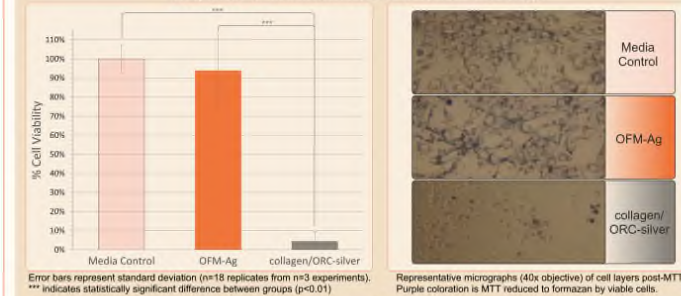 ***
***
110%
100%
90%
80%
70%
60%
50%
40%
30%
20%
10%
0%
% Cell Viability
Media Control
OFM-Ag
collagen/ORC-silver
Error bars represent standard deviation (n=18 replicates from n=3 experiments).
*** indicates statistically significant difference between groups (p<0.01)
Media
Control
OFM-Ag
collagen/
ORC-silver
Representative micrographs (40x objective) of cell layers post-MTT
Purple coloration is MTT reduced to formazan by viable cells.